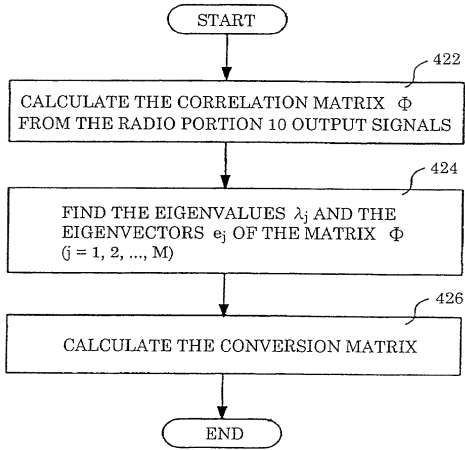 START
422
CALCULATE THE CORRELATION MATRIX Φ
FROM THE RADIO PORTION 10 OUTPUT SIGNALS
424
FIND THE EIGENVALUES λj AND THE
EIGENVECTORS ej OF THE MATRIX Φ
(j = 1, 2, ..., M)
426
CALCULATE THE CONVERSION MATRIX
END